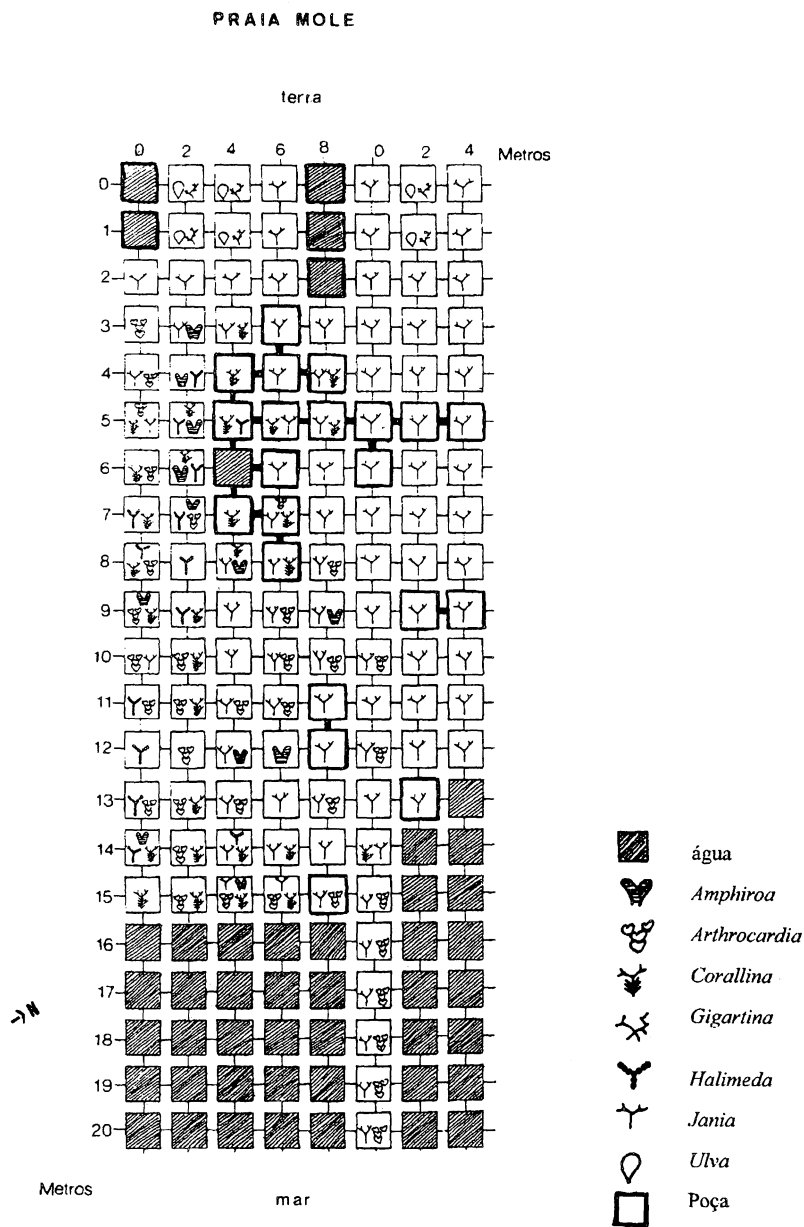 PRAIA MOLE
terra
0 2 4 6 8 0 2 4 Metros
0
1
2
3
4
5
6
7
8
9
10
11
12
13
14
15
16
17
18
19
20
água
Amphiroa
Arthrocardia
Corallina
Gigartina
Halimeda
Jania
Ulva
Poça
N
Metros
mar